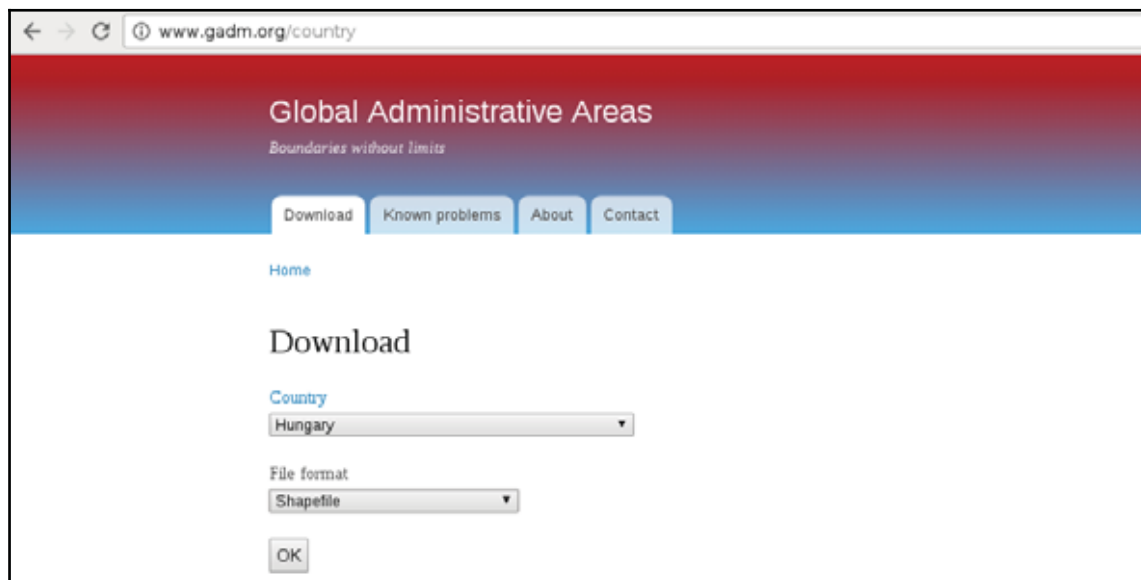 www.gadm.org/country
Global Administrative Areas
Boundaries without limits
Download Known problems About Contact
Home
Download
Country
Hungary
File format
Shapefile
OK